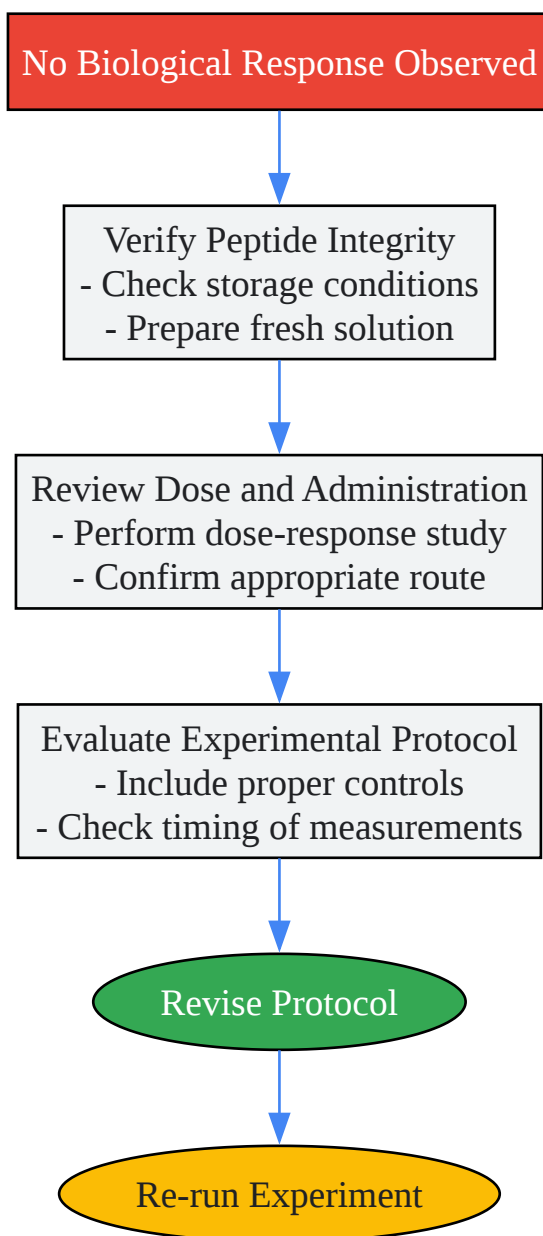 No Biological Response Observed
Verify Peptide Integrity
- Check storage conditions
- Prepare fresh solution
Review Dose and Administration
- Perform dose-response study
- Confirm appropriate route
Evaluate Experimental Protocol
- Include proper controls
- Check timing of measurements
Revise Protocol
Re-run Experiment